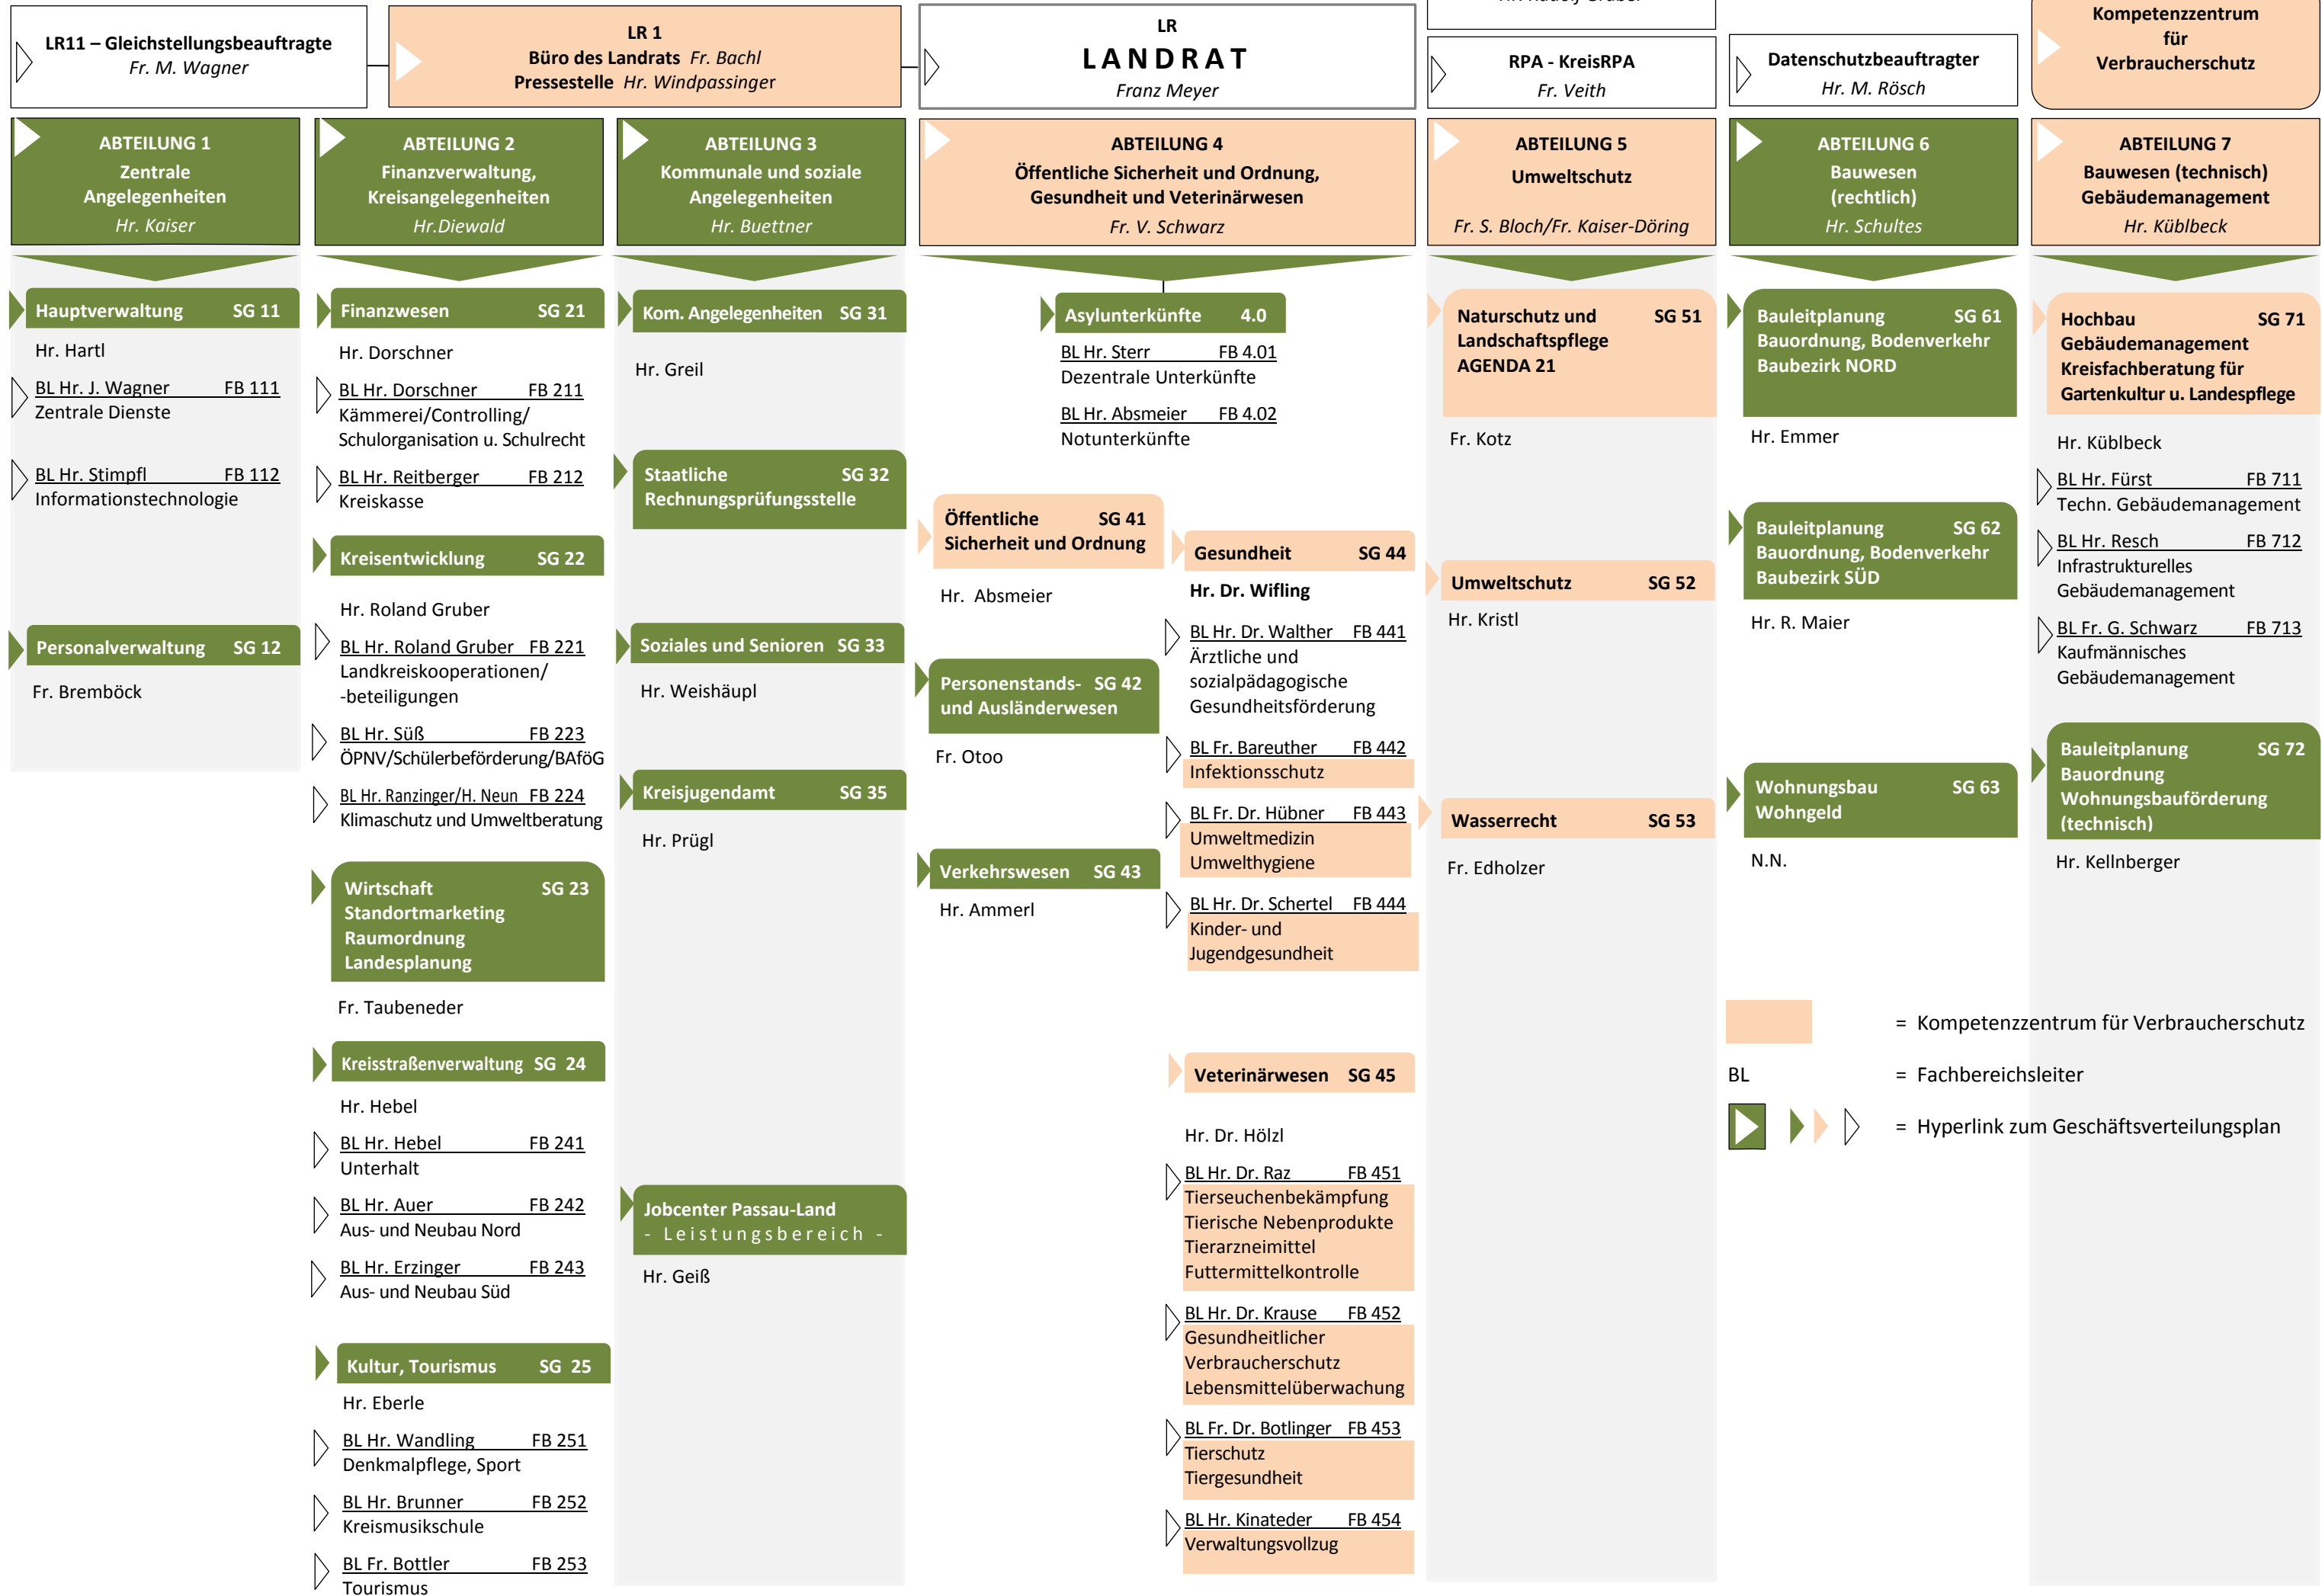 LR11 – Gleichstellungsbeauftragte
Fr. M. Wagner
LR 1
Büro des Landrats Fr. Bachl
Pressestelle Hr. Windpassinger
LR
LANDRAT
Franz Meyer
RPA - KreisRPA
Fr. Veith
Datenschutzbeauftragter
Hr. M. Rösch
Kompetenzzentrum
für
Verbraucherschutz
ABTEILUNG 1
Zentrale
Angelegenheiten
Hr. Kaiser
ABTEILUNG 2
Finanzverwaltung,
Kreisangelegenheiten
Hr.Diewald
ABTEILUNG 3
Kommunale und soziale
Angelegenheiten
Hr. Buettner
ABTEILUNG 4
Öffentliche Sicherheit und Ordnung,
Gesundheit und Veterinärwesen
Fr. V. Schwarz
ABTEILUNG 5
Umweltschutz
Fr. S. Bloch/Fr. Kaiser-Döring
ABTEILUNG 6
Bauwesen
(rechtlich)
Hr. Schultes
ABTEILUNG 7
Bauwesen (technisch)
Gebäudemanagement
Hr. Küblbeck
Hauptverwaltung SG 11
Hr. Hartl
BL Hr. J. Wagner FB 111
Zentrale Dienste
BL Hr. Stimpfl FB 112
Informationstechnologie
Personalverwaltung SG 12
Fr. Bremböck
Finanzwesen SG 21
Hr. Dorschner
BL Hr. Dorschner FB 211
Kämmerei/Controlling/
Schulorganisation u. Schulrecht
BL Hr. Reitberger FB 212
Kreiskasse
Kreisentwicklung SG 22
Hr. Roland Gruber
BL Hr. Roland Gruber FB 221
Landkreiskooperationen/
-beteiligungen
BL Hr. Süß FB 223
ÖPNV/Schülerbeförderung/BAföG
BL Hr. Ranzinger/H. Neun FB 224
Klimaschutz und Umweltberatung
Wirtschaft SG 23
Standortmarketing
Raumordnung
Landesplanung
Fr. Taubeneder
Kreisstraßenverwaltung SG 24
Hr. Hebel
BL Hr. Hebel FB 241
Unterhalt
BL Hr. Auer FB 242
Aus- und Neubau Nord
BL Hr. Erzinger FB 243
Aus- und Neubau Süd
Kultur, Tourismus SG 25
Hr. Eberle
BL Hr. Wandling FB 251
Denkmalpflege, Sport
BL Hr. Brunner FB 252
Kreismusikschule
BL Fr. Bottler FB 253
Tourismus
Kom. Angelegenheiten SG 31
Hr. Greil
Staatliche SG 32
Rechnungsprüfungsstelle
Soziales und Senioren SG 33
Hr. Weishäupl
Kreisjugendamt SG 35
Hr. Prügl
Jobcenter Passau-Land
- Leistungsbereich -
Hr. Geiß
Asylunterkünfte 4.0
BL Hr. Sterr FB 4.01
Dezentrale Unterkünfte
BL Hr. Absmeier FB 4.02
Notunterkünfte
Öffentliche SG 41
Sicherheit und Ordnung
Hr. Absmeier
Personenstands- SG 42
und Ausländerwesen
Fr. Otoo
Verkehrswesen SG 43
Hr. Ammerl
Gesundheit SG 44
Hr. Dr. Wifling
BL Hr. Dr. Walther FB 441
Ärztliche und
sozialpädagogische
Gesundheitsförderung
BL Fr. Bareuther FB 442
Infektionsschutz
BL Fr. Dr. Hübner FB 443
Umweltmedizin
Umwelthygiene
BL Hr. Dr. Schertel FB 444
Kinder- und
Jugendgesundheit
Veterinärwesen SG 45
Hr. Dr. Hölzl
BL Hr. Dr. Raz FB 451
Tierseuchenbekämpfung
Tierische Nebenprodukte
Tierarzneimittel
Futtermittelkontrolle
BL Hr. Dr. Krause FB 452
Gesundheitlicher
Verbraucherschutz
Lebensmittelüberwachung
BL Fr. Dr. Botlinger FB 453
Tierschutz
Tiergesundheit
BL Hr. Kinateder FB 454
Verwaltungsvollzug
Naturschutz und SG 51
Landschaftspflege
AGENDA 21
Fr. Kotz
Umweltschutz SG 52
Hr. Kristl
Wasserrecht SG 53
Fr. Edholzer
Bauleitplanung SG 61
Bauordnung, Bodenverkehr
Baubezirk NORD
Hr. Emmer
Bauleitplanung SG 62
Bauordnung, Bodenverkehr
Baubezirk SÜD
Hr. R. Maier
Wohnungsbau SG 63
Wohngeld
N.N.
Hochbau SG 71
Gebäudemanagement
Kreisfachberatung für
Gartenkultur u. Landespflege
Hr. Küblbeck
BL Hr. Fürst FB 711
Techn. Gebäudemanagement
BL Hr. Resch FB 712
Infrastrukturelles
Gebäudemanagement
BL Fr. G. Schwarz FB 713
Kaufmännisches
Gebäudemanagement
Bauleitplanung SG 72
Bauordnung
Wohnungsbauförderung
(technisch)
Hr. Kellnberger
= Kompetenzzentrum für Verbraucherschutz
BL = Fachbereichsleiter
= Hyperlink zum Geschäftsverteilungsplan